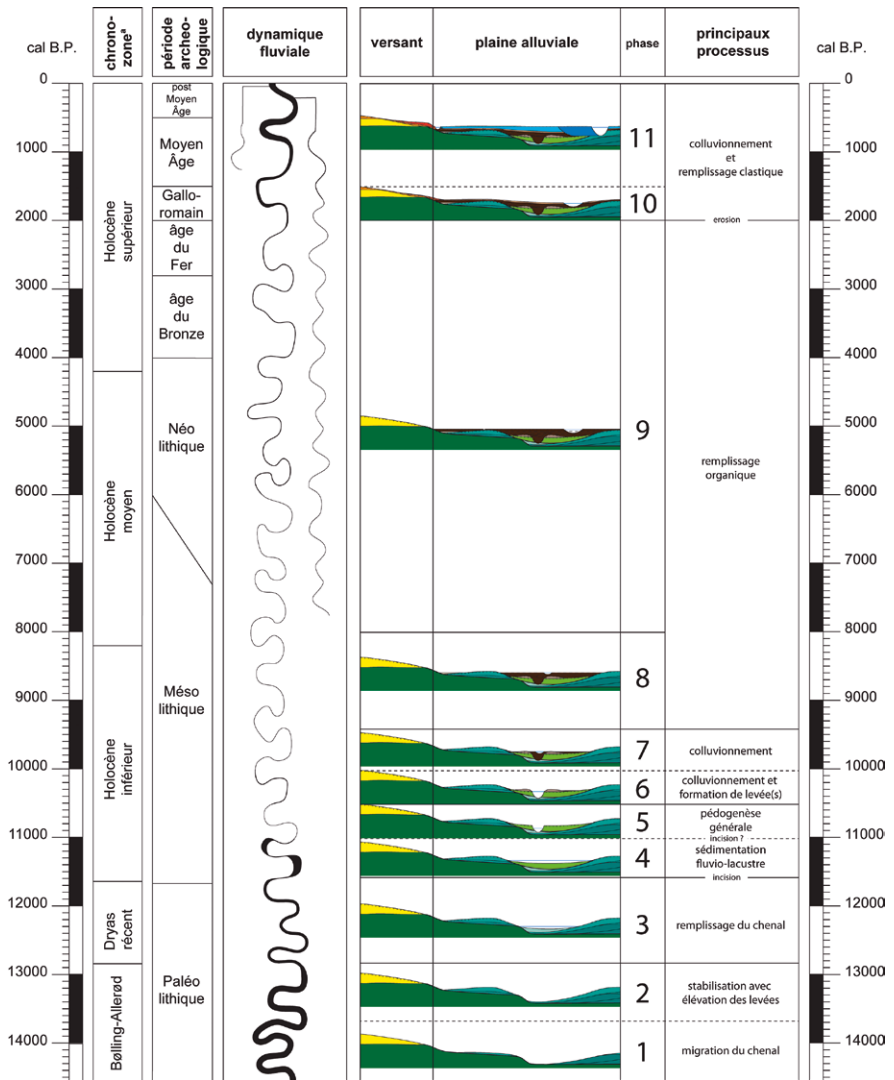 cal B.P.
chrono-
zoneª
période
archeo-
logique
dynamique
fluviale
versant
plaine alluviale
phase
principaux
processus
cal B.P.
0
1000
2000
3000
4000
5000
6000
7000
8000
9000
10000
11000
12000
13000
14000
Holocène
supérieur
Holocène
moyen
Holocène
inférieur
Dryas
récent
Bølling-Allerød
post
Moyen
Âge
Moyen
Âge
Gallo-
romain
âge
du
Fer
âge
du
Bronze
Néo
lithique
Méso
lithique
Paléo
lithique
11
10
9
8
7
6
5
4
3
2
1
colluvionnement
et
remplissage clastique
erosion
remplissage
organique
colluvionnement
colluvionnement et
formation de levée(s)
pédogenèse
générale
incision ?
sédimentation
fluvio-lacustre
incision
remplissage du chenal
stabilisation avec
élévation des levées
migration du chenal
0
1000
2000
3000
4000
5000
6000
7000
8000
9000
10000
11000
12000
13000
14000